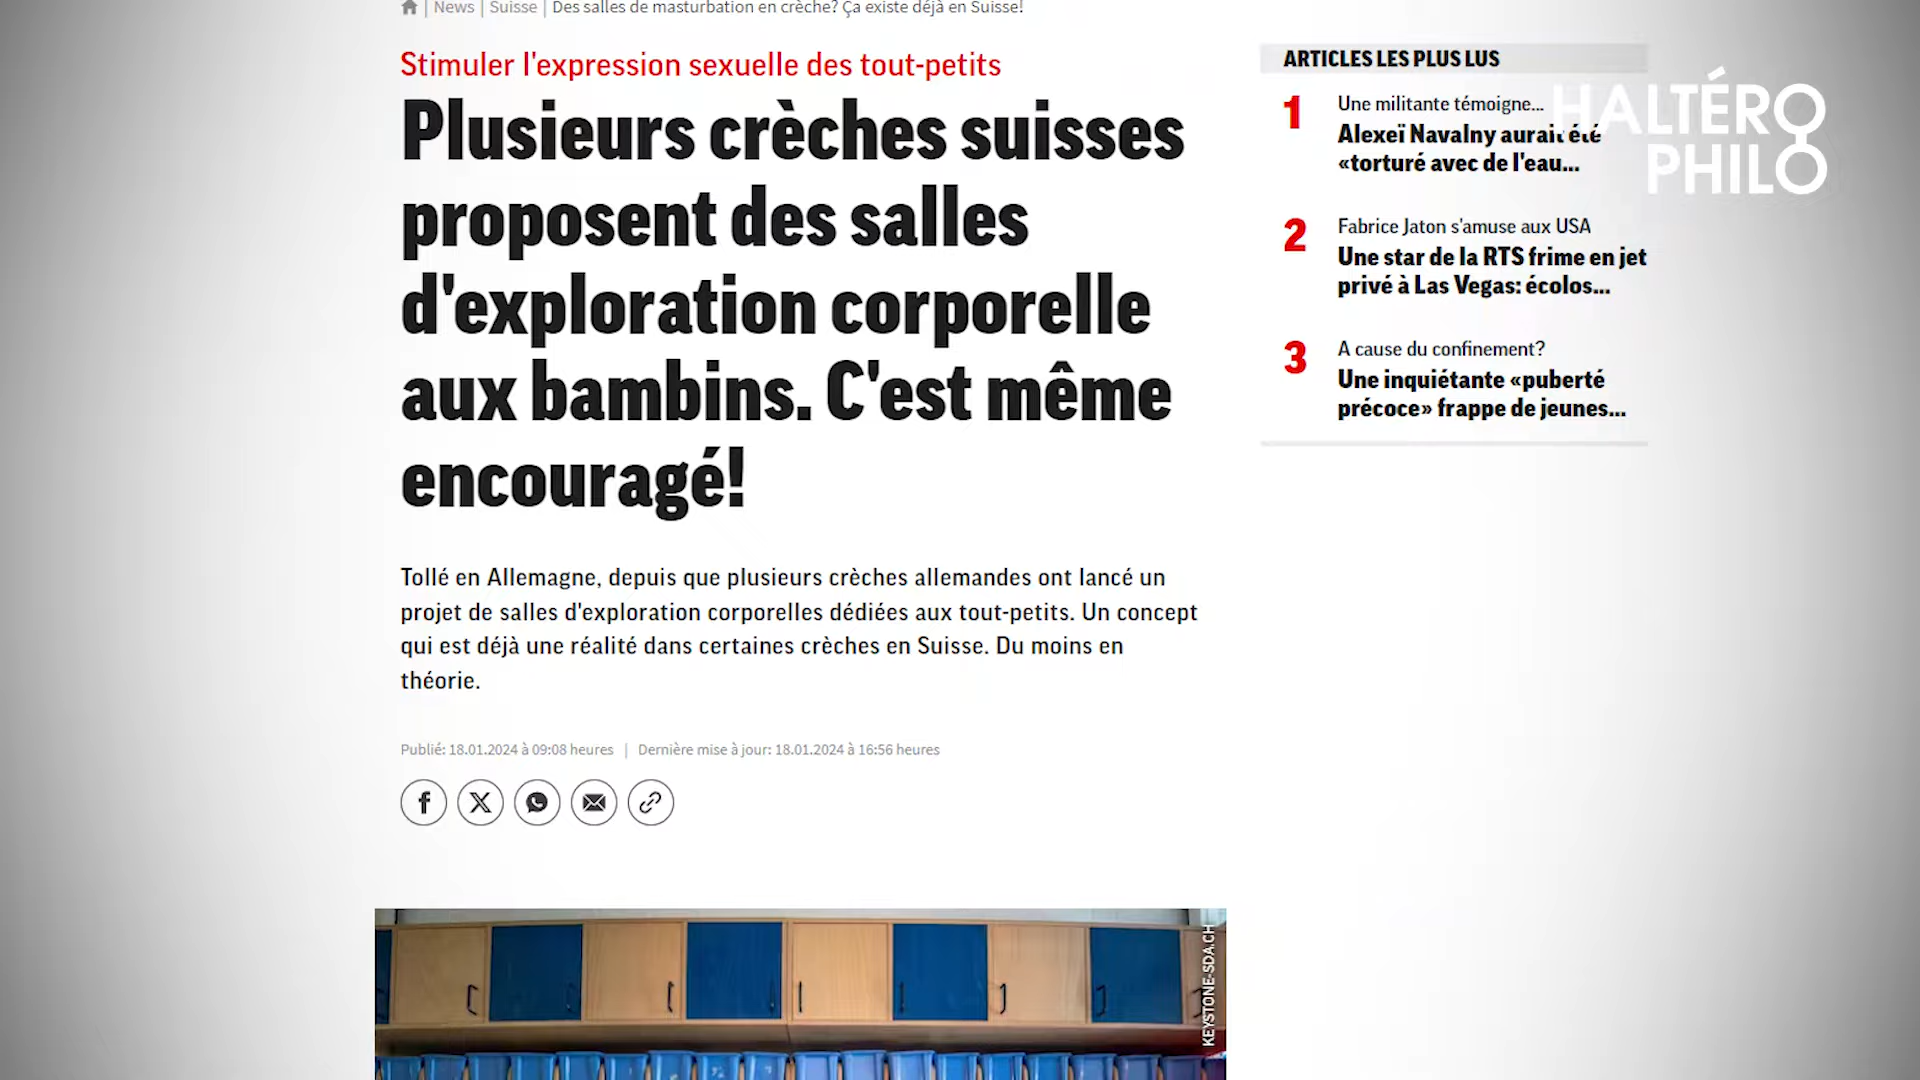 News | Suisse | Des salles de masturbation en crèche? Ça existe déjà en Suisse!
Stimuler l'expression sexuelle des tout-petits
Plusieurs crèches suisses
proposent des salles
d'exploration corporelle
aux bambins. C'est même
encouragé!
Tollé en Allemagne, depuis que plusieurs crèches allemandes ont lancé un
projet de salles d'exploration corporelles dédiées aux tout-petits. Un concept
qui est déjà une réalité dans certaines crèches en Suisse. Du moins en
théorie.
Publié: 18.01.2024 à 09:08 heures | Dernière mise à jour: 18.01.2024 à 16:56 heures
KEYSTONE-SDA.CH
ARTICLES LES PLUS LUS
1
Une militante témoigne...
Alexeï Navalny aurait été
«torturé avec de l'eau...
2
Fabrice Jaton s'amuse aux USA
Une star de la RTS frime en jet
privé à Las Vegas: écolos...
3
A cause du confinement?
Une inquiétante «puberté
précoce» frappe de jeunes...
HALTÉRO
PHILO